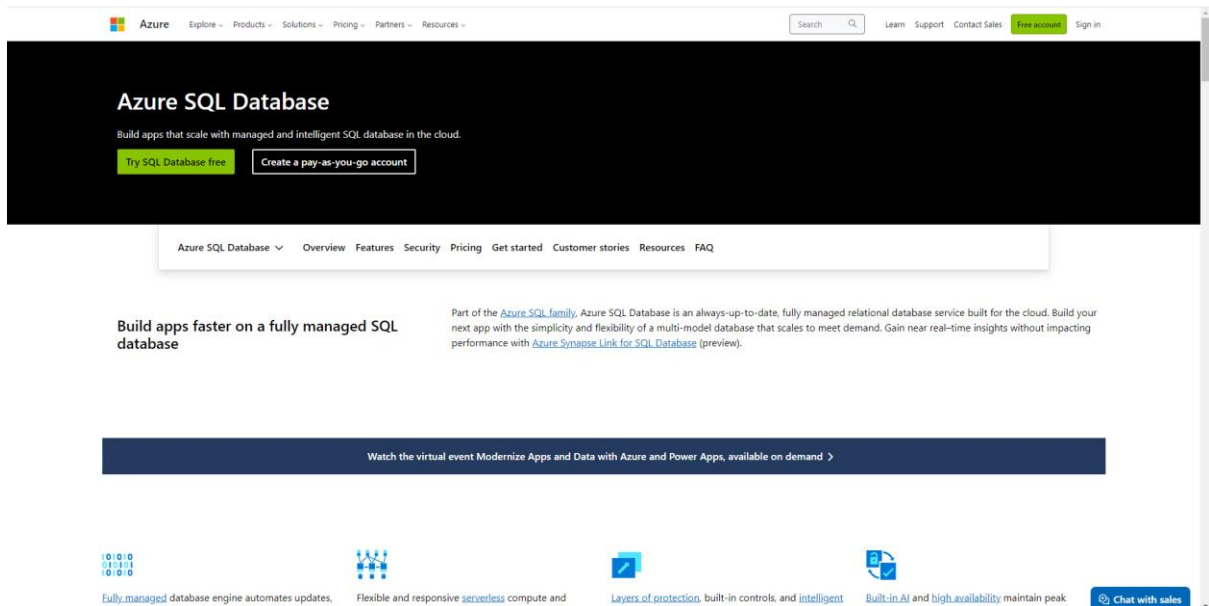 Azure Explore Products Solutions Pricing Partners Resources Search Learn Support Contact Sales Free account Sign in
Azure SQL Database
Build apps that scale with managed and intelligent SQL database in the cloud.
Try SQL Database free Create a pay-as-you-go account
Azure SQL Database Overview Features Security Pricing Get started Customer stories Resources FAQ
Build apps faster on a fully managed SQL
database
Part of the Azure SQL family, Azure SQL Database is an always-up-to-date, fully managed relational database service built for the cloud. Build your
next app with the simplicity and flexibility of a multi-model database that scales to meet demand. Gain near real-time insights without impacting
performance with Azure Synapse Link for SQL Database (preview).
Watch the virtual event Modernize Apps and Data with Azure and Power Apps, available on demand >
Fully managed database engine automates updates,
Flexible and responsive serverless compute and
Layers of protection, built-in controls, and intelligent
Built-in AI and high availability maintain peak
Chat with sales